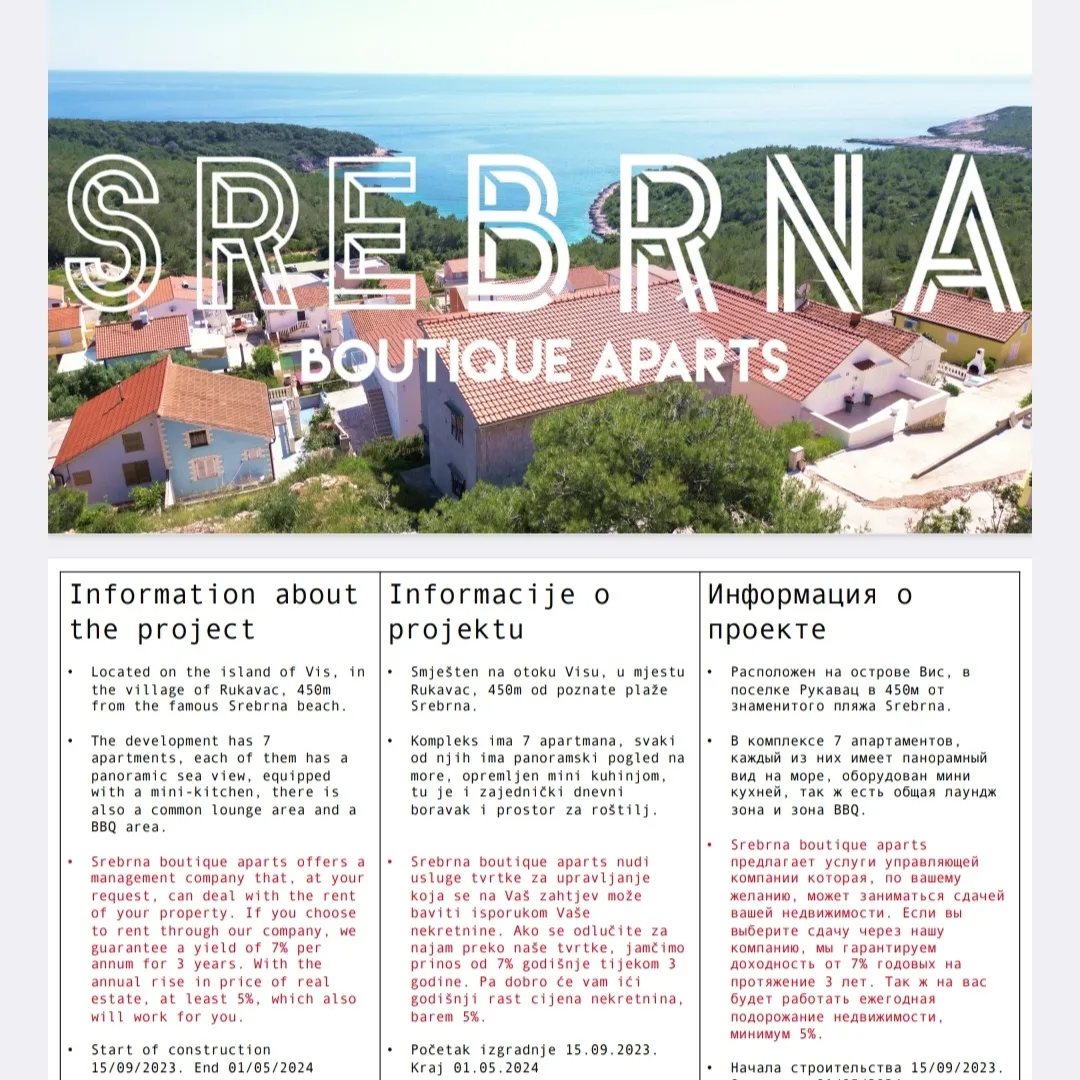 SREBRNA
BOUTIQUE APARTS
Information about
the project
• Located on the island of Vis, in
the village of Rukavac, 450m
from the famous Srebrna beach.
• The development has 7
apartments, each of them has a
panoramic sea view, equipped
with a mini-kitchen, there is
also a common lounge area and a
BBQ area.
• Srebrna boutique aparts offers a
management company that, at your
request, can deal with the rent
of your property. If you choose
to rent through our company, we
guarantee a yield of 7% per
annum for 3 years. With the
annual rise in price of real
estate, at least 5%, which also
will work for you.
• Start of construction
15/09/2023. End 01/05/2024
Informacije o
projektu
• Smješten na otoku Visu, u mjestu
Rukavac, 450m od poznate plaže
Srebrna.
• Kompleks ima 7 apartmana, svaki
od njih ima panoramski pogled na
more, opremljen mini kuhinjom,
tu je i zajednički dnevni
boravak i prostor za roštilj.
• Srebrna boutique aparts nudi
usluge tvrtke za upravljanje
koja se na Vaš zahtjev može
baviti isporukom Vaše
nekretnine. Ako se odlučite za
najam preko naše tvrtke, jamčimo
prinos od 7% godišnje tijekom 3
godine. Pa dobro će vam ići
godišnji rast cijena nekretnina,
barem 5%.
• Početak izgradnje 15.09.2023.
Kraj 01.05.2024
Информация о
проекте
• Расположен на острове Вис, в
поселке Рукавац в 450м от
знаменитого пляжа Srebrna.
• В комплексе 7 апартаментов,
каждый из них имеет панорамный
вид на море, оборудован мини
кухней, так ж есть общая лаундж
зона и зона BBQ.
• Srebrna boutique aparts
предлагает услуги управляющей
компании которая, по вашему
желанию, может заниматься сдачей
вашей недвижимости. Если вы
выберите сдачу через нашу
компанию, мы гарантируем
доходность от 7% годовых на
протяжение 3 лет. Так ж на вас
будет работать ежегодная
подорожание недвижимости,
минимум 5%.
• Начала строительства 15/09/2023.